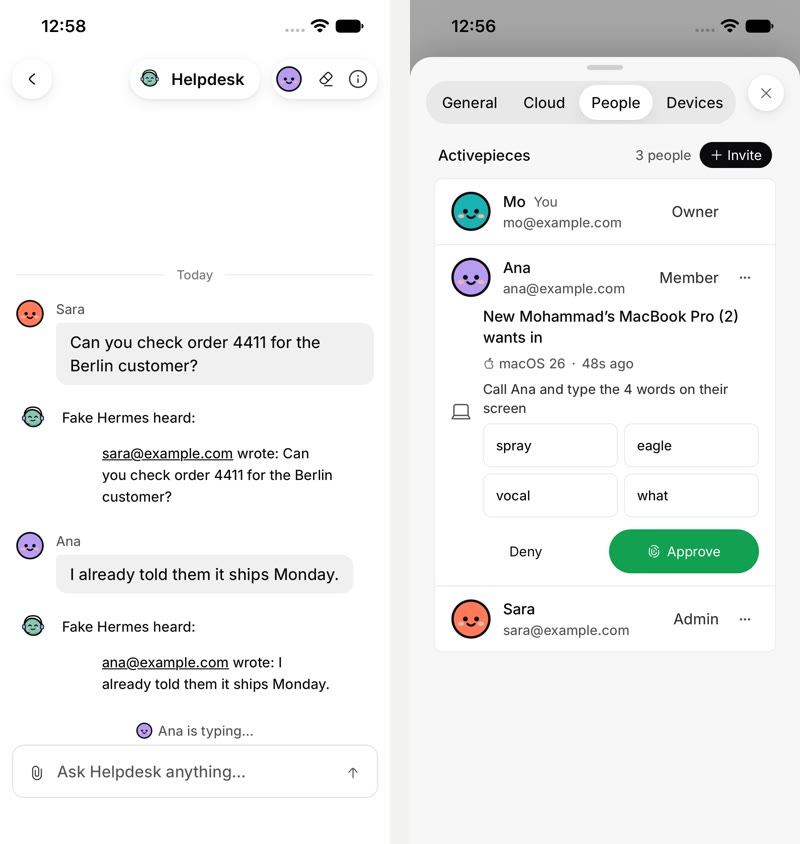 12:58
Helpdesk
Today
Sara
Can you check order 4411 for the
Berlin customer?
Fake Hermes heard:
sara@example.com wrote: Can
you check order 4411 for the Berlin
customer?
Ana
I already told them it ships Monday.
Fake Hermes heard:
ana@example.com wrote: I
already told them it ships Monday.
Ana is typing...
Ask Helpdesk anything...
12:56
General Cloud People Devices
Activepieces 3 people + Invite
Mo You
mo@example.com
Owner
Ana
ana@example.com
Member
New Mohammad’s MacBook Pro (2)
wants in
macOS 26 · 48s ago
Call Ana and type the 4 words on their
screen
spray eagle
vocal what
Deny Approve
Sara
sara@example.com
Admin